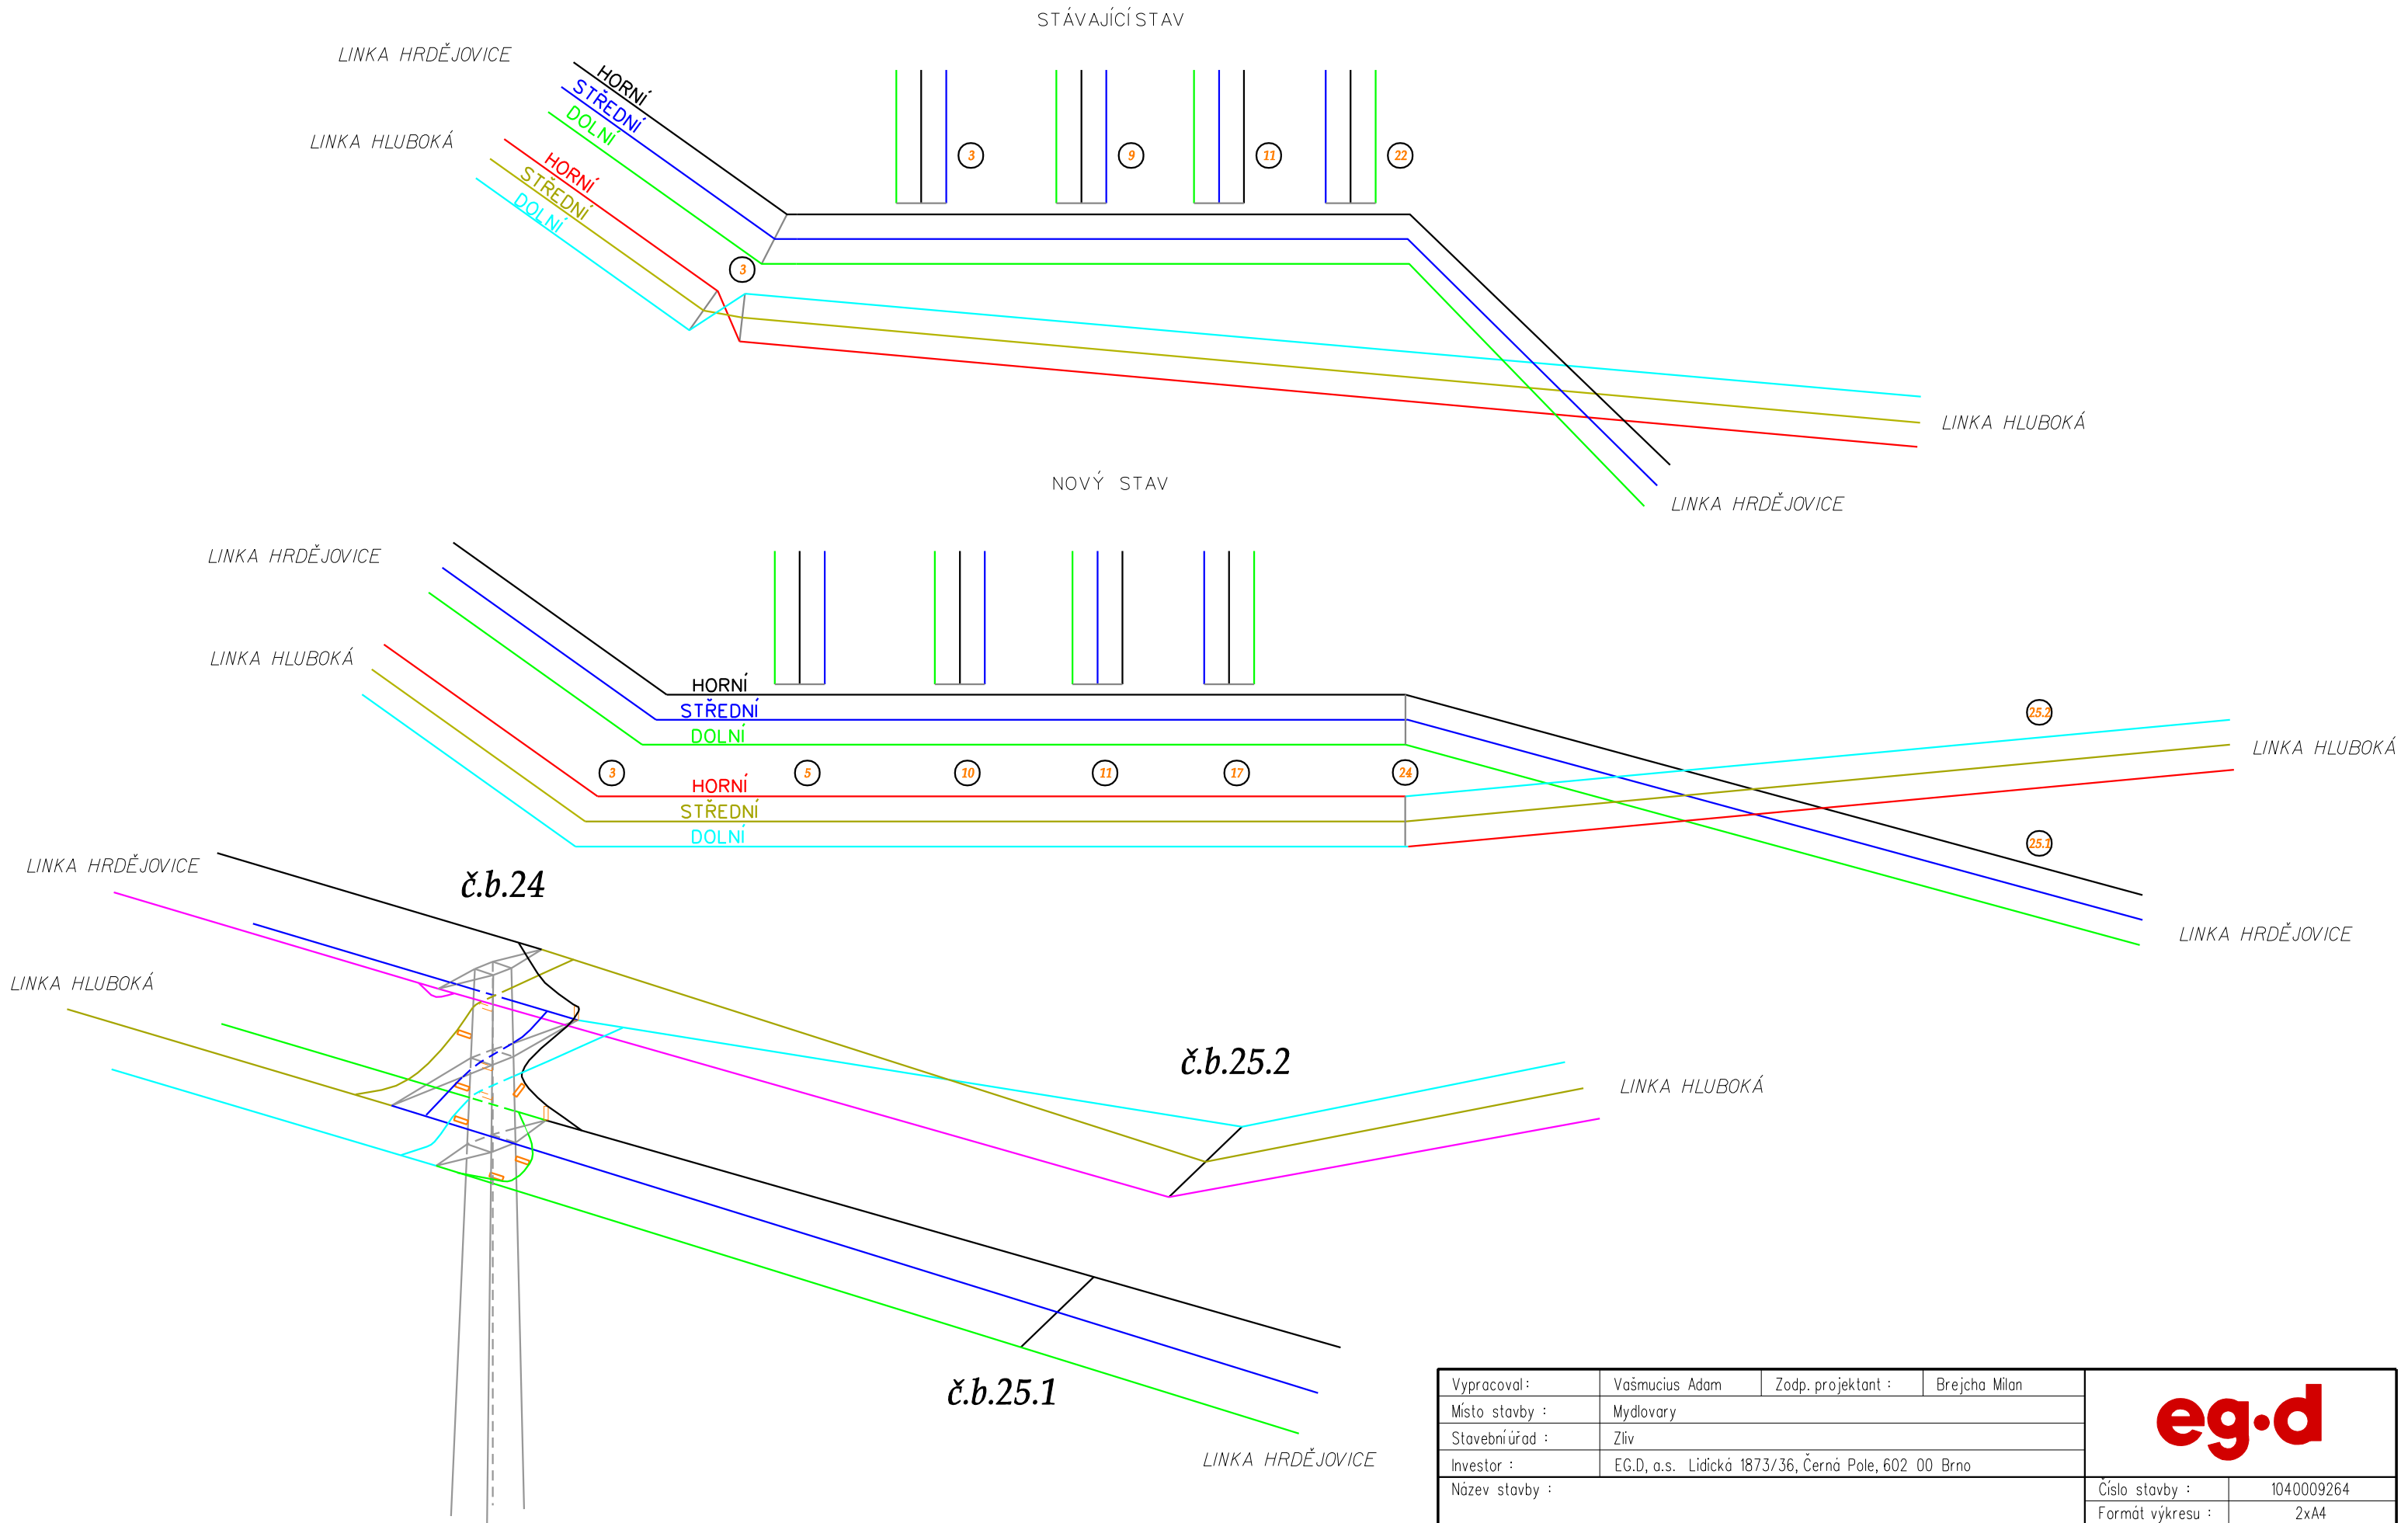 STÁVAJÍCÍ STAV
LINKA HRDĚJOVICE
HORNÍ
STŘEDNÍ
DOLNÍ
LINKA HLUBOKÁ
HORNÍ
STŘEDNÍ
DOLNÍ
3
9
11
22
3
LINKA HLUBOKÁ
LINKA HRDĚJOVICE
NOVÝ STAV
LINKA HRDĚJOVICE
LINKA HLUBOKÁ
HORNÍ
STŘEDNÍ
DOLNÍ
3
5
10
11
17
24
HORNÍ
STŘEDNÍ
DOLNÍ
25.2
LINKA HLUBOKÁ
25.1
LINKA HRDĚJOVICE
LINKA HRDĚJOVICE
č.b.24
LINKA HLUBOKÁ
č.b.25.2
LINKA HLUBOKÁ
č.b.25.1
LINKA HRDĚJOVICE
Vypracoval: Vašmucius Adam Zodp. projektant : Brejcha Milan
Místo stavby : Mydlovary
Stavební úřad : Zliv
Investor : EG.D, a.s. Lidická 1873/36, Černá Pole, 602 00 Brno
Název stavby :
eg·d
Číslo stavby : 1040009264
Formát výkresu : 2xA4